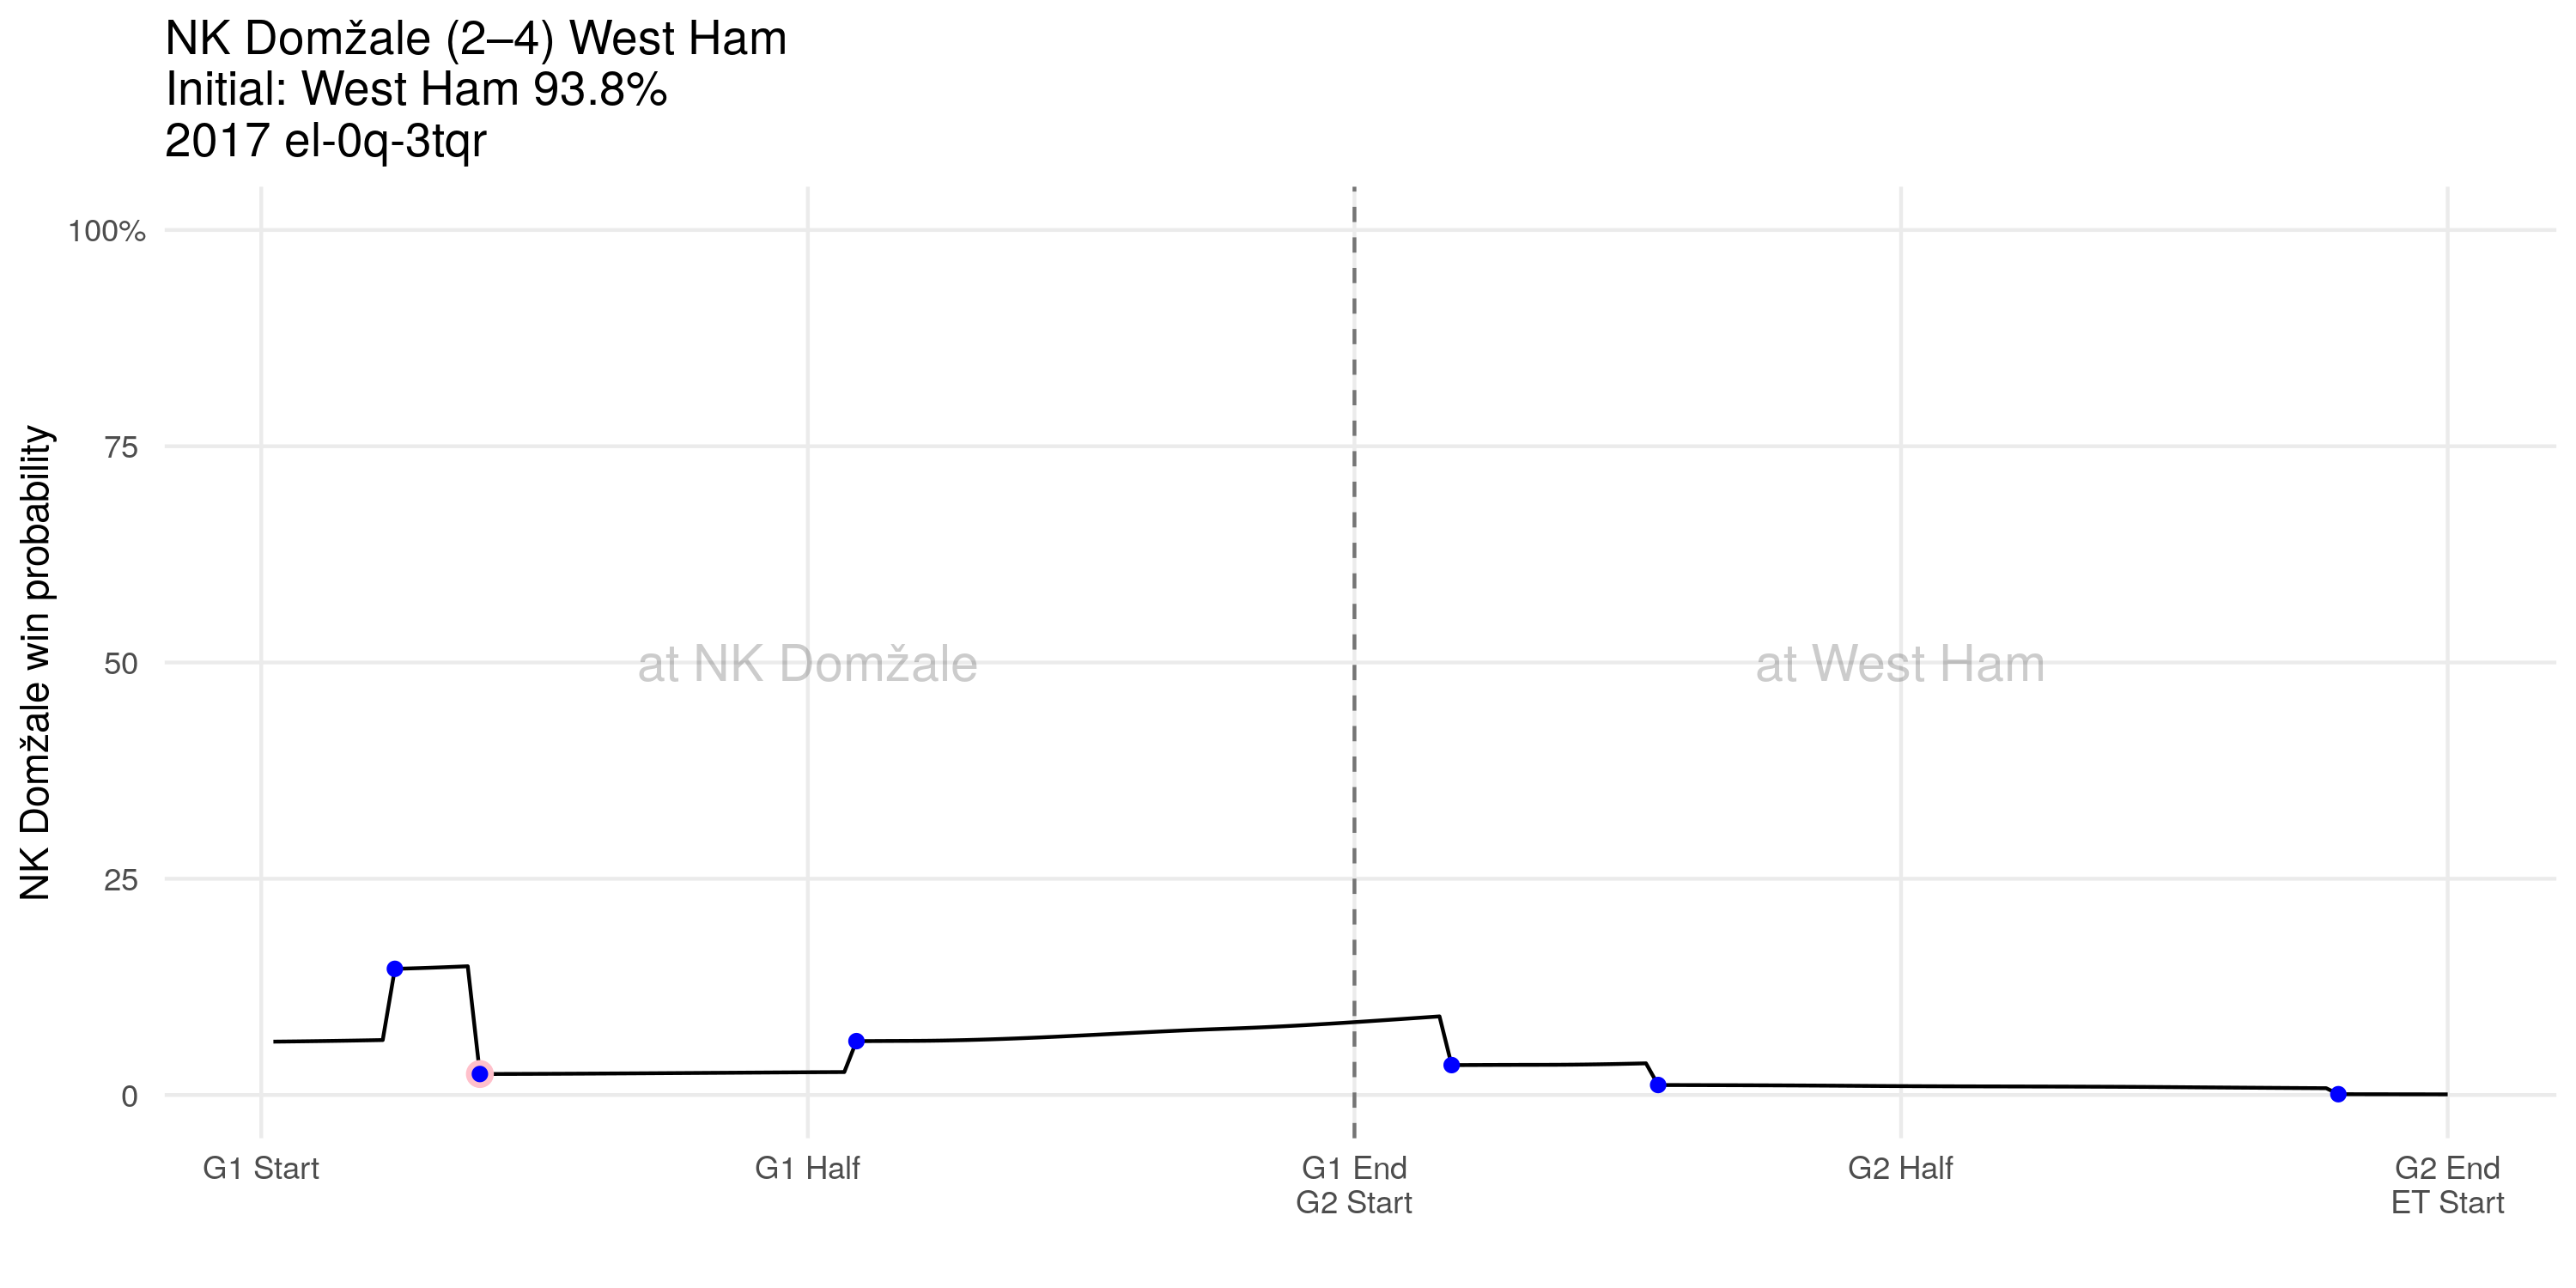 NK Domžale (2–4) West Ham
Initial: West Ham 93.8%
2017 el-0q-3tqr
NK Domžale win probability
100%
75
50
25
0
at NK Domžale
at West Ham
G1 Start
G1 Half
G1 End
G2 Start
G2 Half
G2 End
ET Start